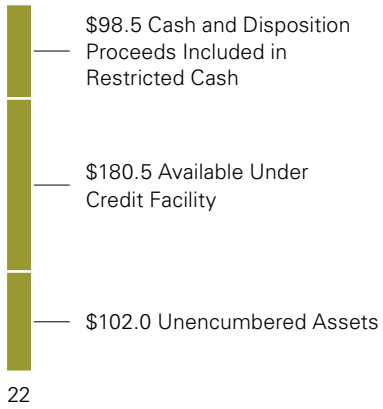 $98.5 Cash and Disposition
Proceeds Included in
Restricted Cash
$180.5 Available Under
Credit Facility
$102.0 Unencumbered Assets
22